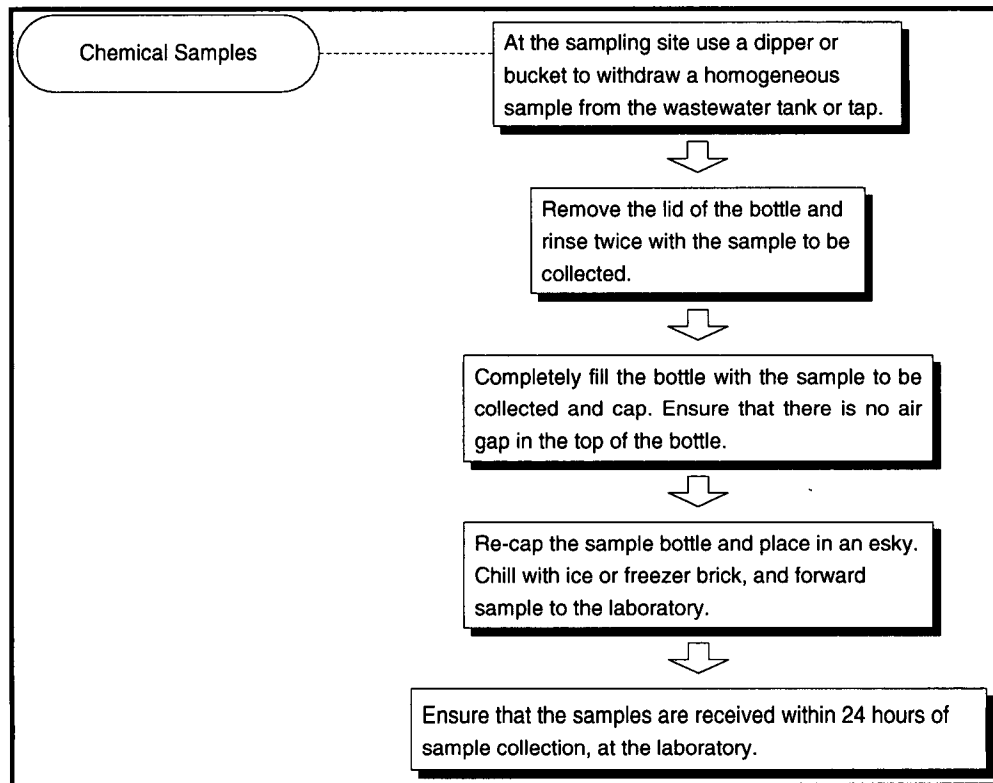 Chemical Samples
At the sampling site use a dipper or
bucket to withdraw a homogeneous
sample from the wastewater tank or tap.
Remove the lid of the bottle and
rinse twice with the sample to be
collected.
Completely fill the bottle with the sample to be
collected and cap. Ensure that there is no air
gap in the top of the bottle.
Re-cap the sample bottle and place in an esky.
Chill with ice or freezer brick, and forward
sample to the laboratory.
Ensure that the samples are received within 24 hours of
sample collection, at the laboratory.